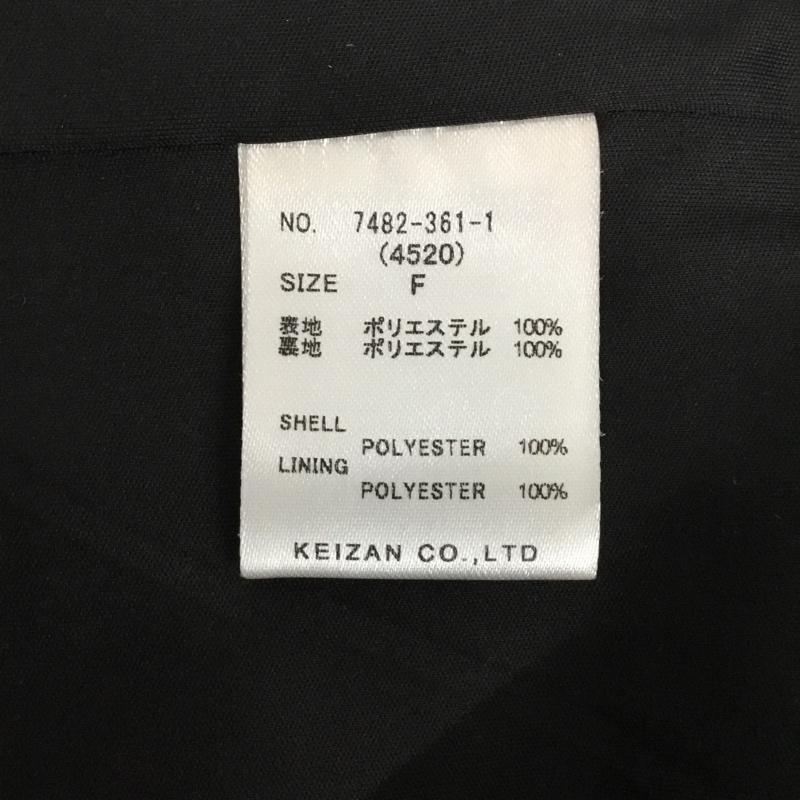 NO. 7482-361-1
(4520)
SIZE F
表地 ポリエステル 100%
裏地 ポリエステル 100%
SHELL
POLYESTER 100%
LINING
POLYESTER 100%
KEIZAN CO.,LTD